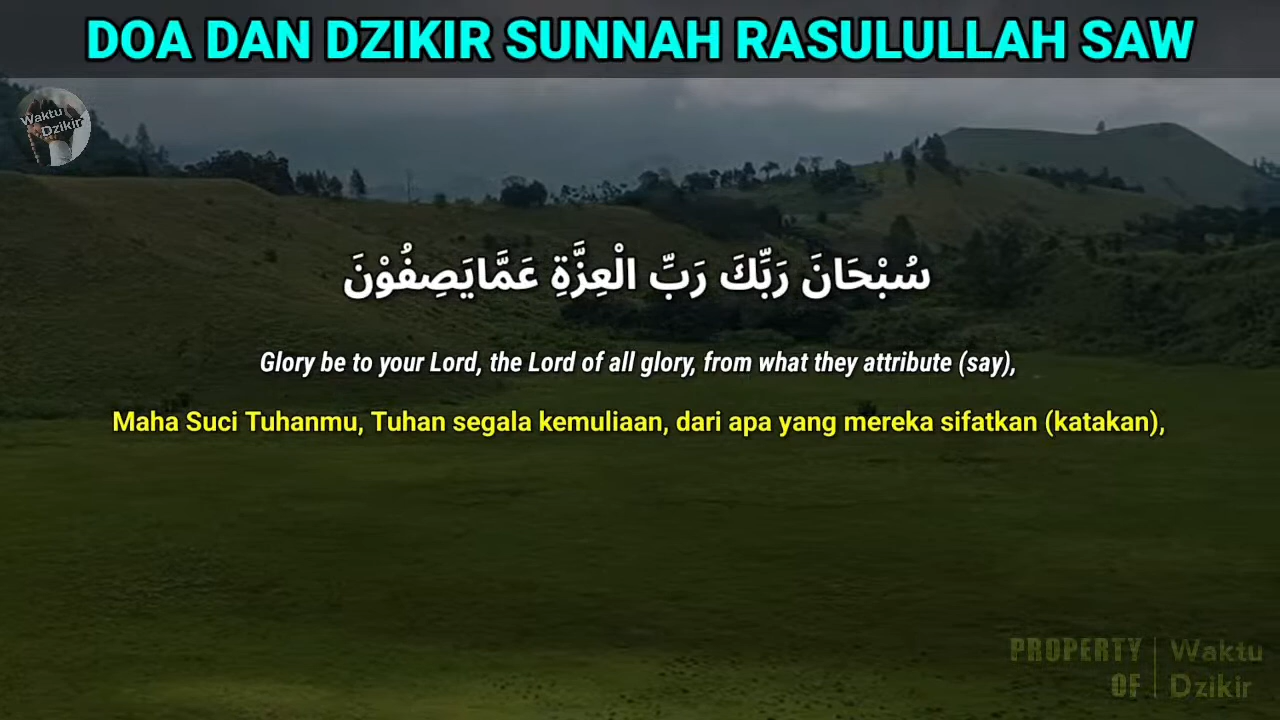 DOA DAN DZIKIR SUNNAH RASULULLAH SAW
Waktu
Dzikir
سُبْحَانَ رَبِّكَ رَبِّ الْعِزَّةِ عَمَّايَصِفُوْنَ
Glory be to your Lord, the Lord of all glory, from what they attribute (say),
Maha Suci Tuhanmu, Tuhan segala kemuliaan, dari apa yang mereka sifatkan (katakan),
PROPERTY OF | Waktu Dzikir